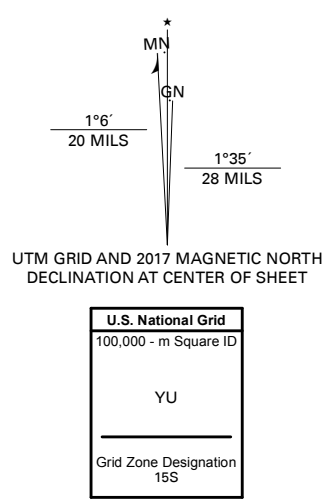 ★
MN
GN
1°6´
20 MILS
1°35´
28 MILS
UTM GRID AND 2017 MAGNETIC NORTH
DECLINATION AT CENTER OF SHEET
U.S. National Grid
100,000 - m Square ID
YU
Grid Zone Designation
15S